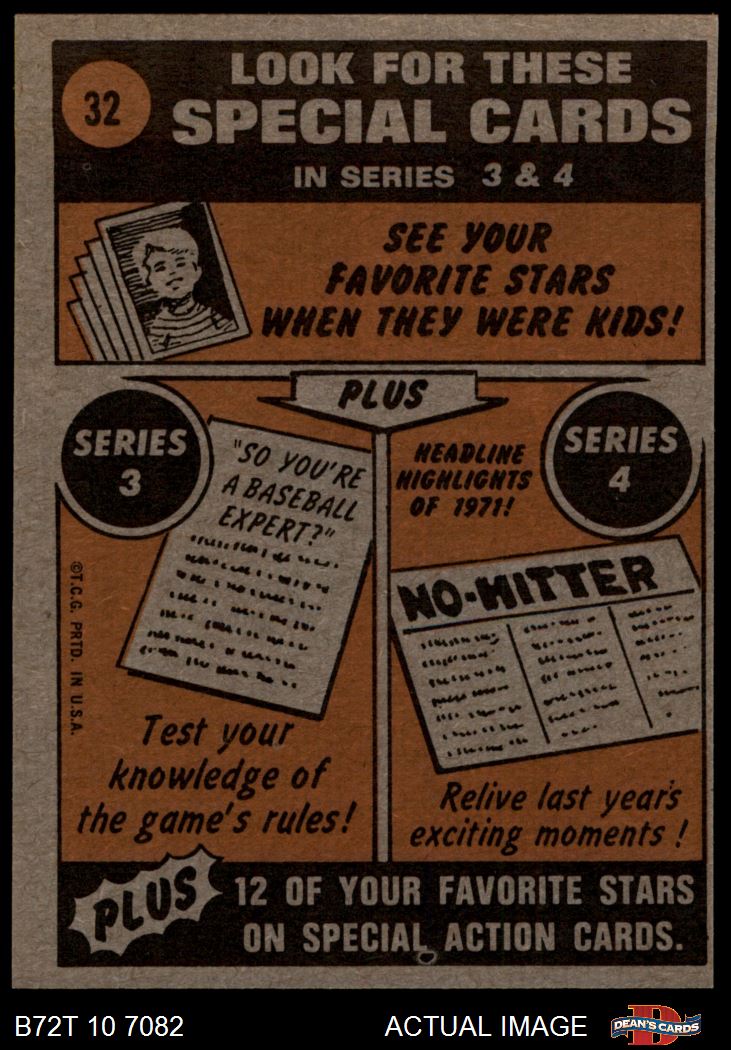 32
LOOK FOR THESE
SPECIAL CARDS
IN SERIES 3 & 4
SEE YOUR
FAVORITE STARS
WHEN THEY WERE KIDS!
PLUS
SERIES
3
"SO YOU'RE
A BASEBALL
EXPERT?"
Test your
knowledge of
the game's rules!
HEADLINE
HIGHLIGHTS
OF 1971!
SERIES
4
NO-HITTER
Relive last year's
exciting moments!
©T.C.G. PRTD. IN U.S.A.
PLUS
12 OF YOUR FAVORITE STARS
ON SPECIAL ACTION CARDS.
B72T 10 7082
ACTUAL IMAGE
D
DEAN'S CARDS